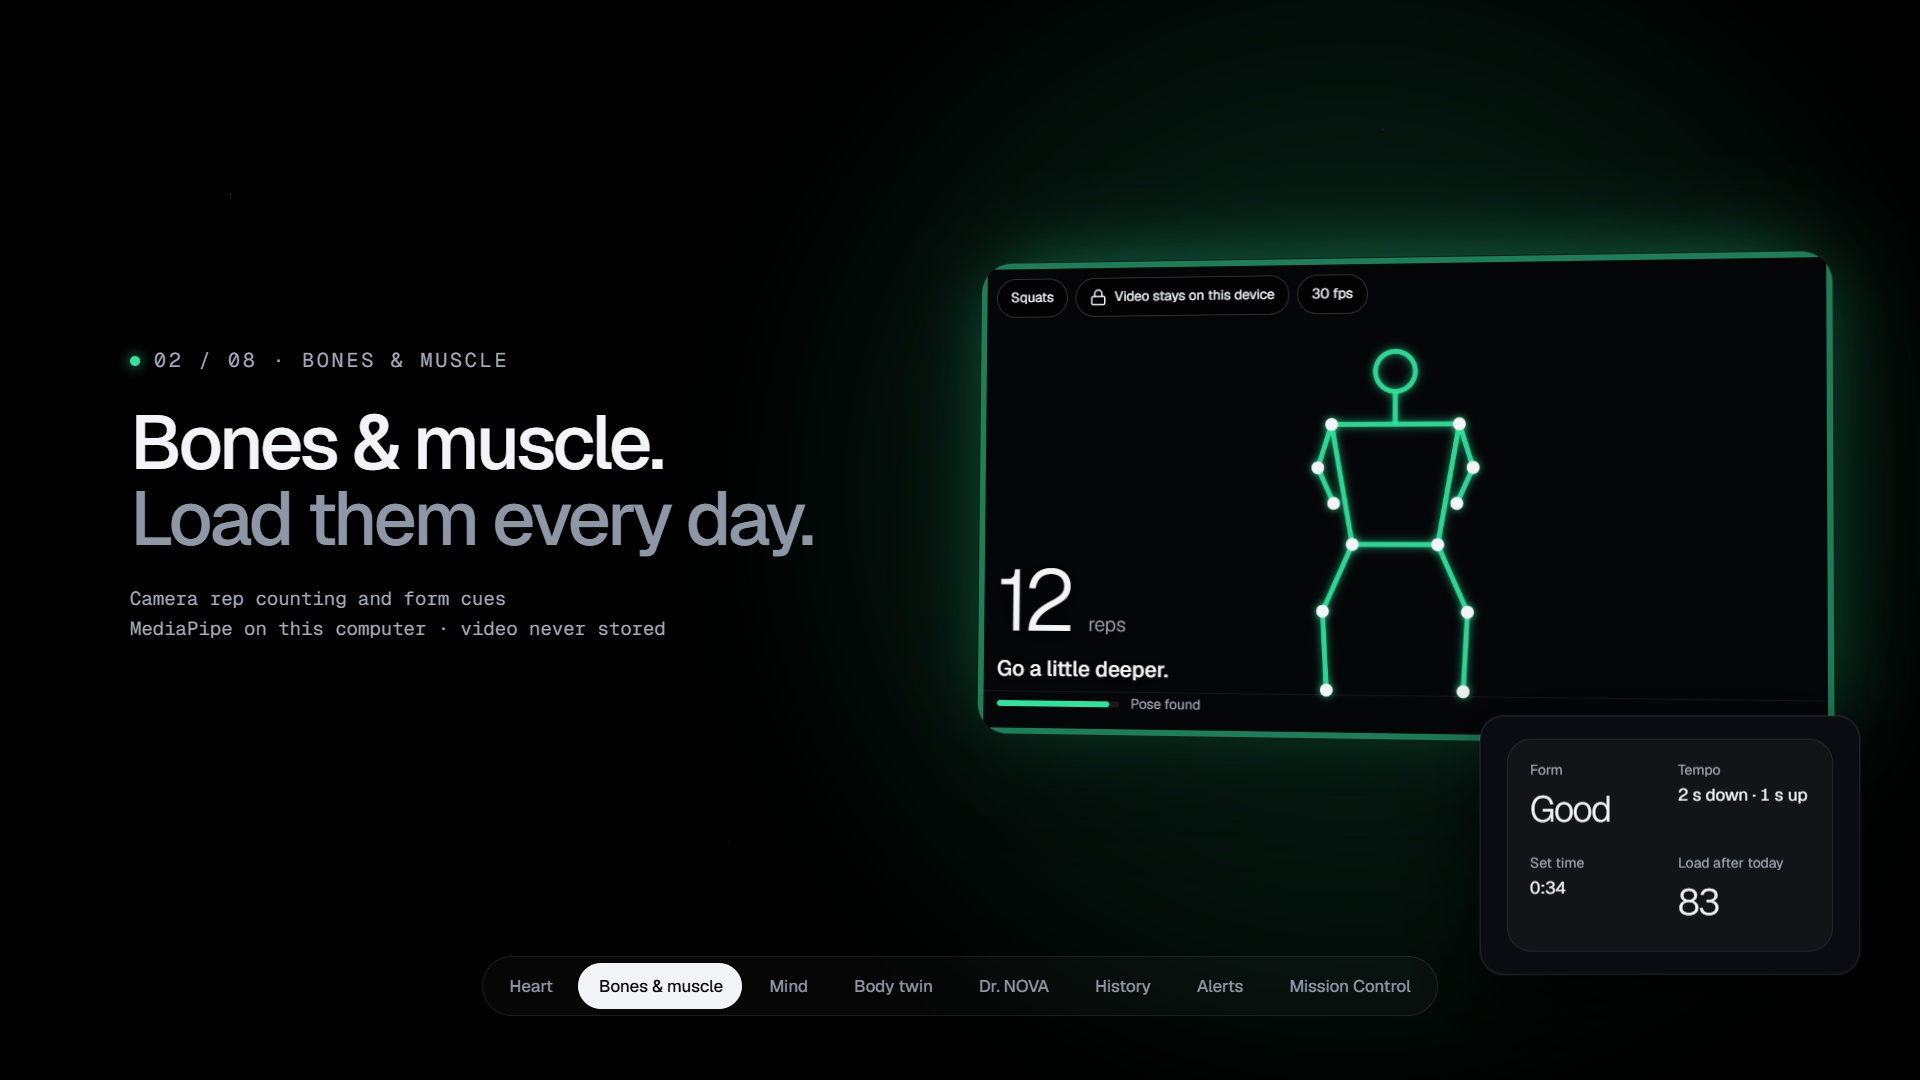 02 / 08 · BONES & MUSCLE
Bones & muscle.
Load them every day.
Camera rep counting and form cues
MediaPipe on this computer · video never stored
Squats
Video stays on this device
30 fps
12 reps
Go a little deeper.
Pose found
Form
Good
Tempo
2 s down · 1 s up
Set time
0:34
Load after today
83
Heart
Bones & muscle
Mind
Body twin
Dr. NOVA
History
Alerts
Mission Control